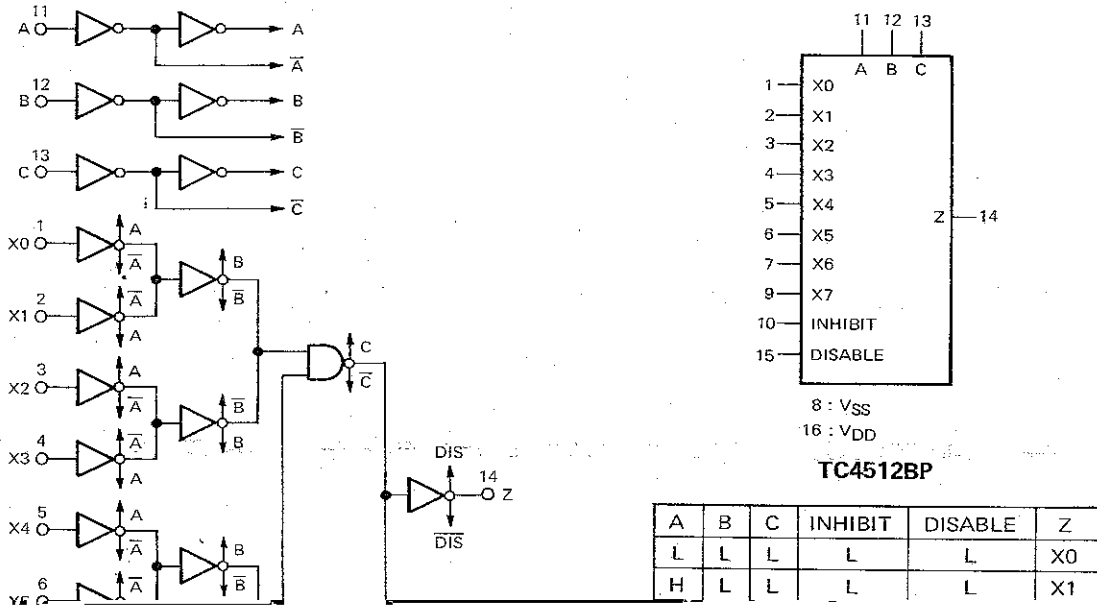 11
A
A
A̅
12
B
B
B̅
13
C
C
C̅
1
X0
A
A̅
B
B̅
2
X1
A̅
A
3
X2
A
A̅
B̅
B
4
X3
A̅
A
C
C̅
5
X4
A
A̅
B
B̅
6
A̅
DIS
14
Z
D̅I̅S̅
11 12 13
A B C
1 X0
2 X1
3 X2
4 X3
5 X4
6 X5
7 X6
9 X7
10 INHIBIT
15 DISABLE
Z 14
8 : VSS
16 : VDD
TC4512BP
A B C INHIBIT DISABLE Z
L L L L L X0
H L L L L X1